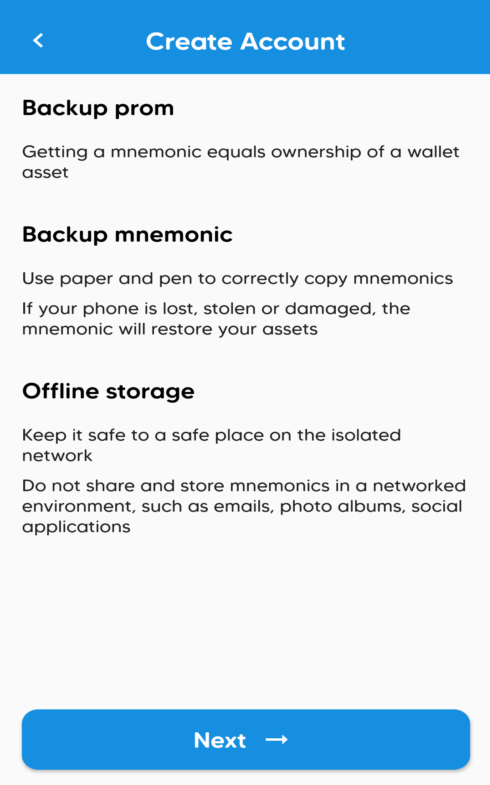 Create Account
Backup prom
Getting a mnemonic equals ownership of a wallet
asset
Backup mnemonic
Use paper and pen to correctly copy mnemonics
If your phone is lost, stolen or damaged, the
mnemonic will restore your assets
Offline storage
Keep it safe to a safe place on the isolated
network
Do not share and store mnemonics in a networked
environment, such as emails, photo albums, social
applications
Next →